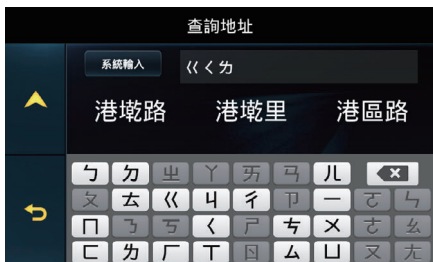 查詢地址
系統輸入 ㄍㄑㄌ
港墘路 港墘里 港區路
ㄅ ㄉ ㄓ ㄚ ㄞ ㄢ ㄦ
ㄆ ㄊ ㄍ ㄐ ㄔ ㄗ ㄧ ㄛ ㄣ
ㄇ ㄋ ㄎ ㄑ ㄕ ㄘ ㄨ ㄜ ㄠ
ㄈ ㄌ ㄏ ㄒ ㄖ ㄙ ㄩ ㄡ ㄤ